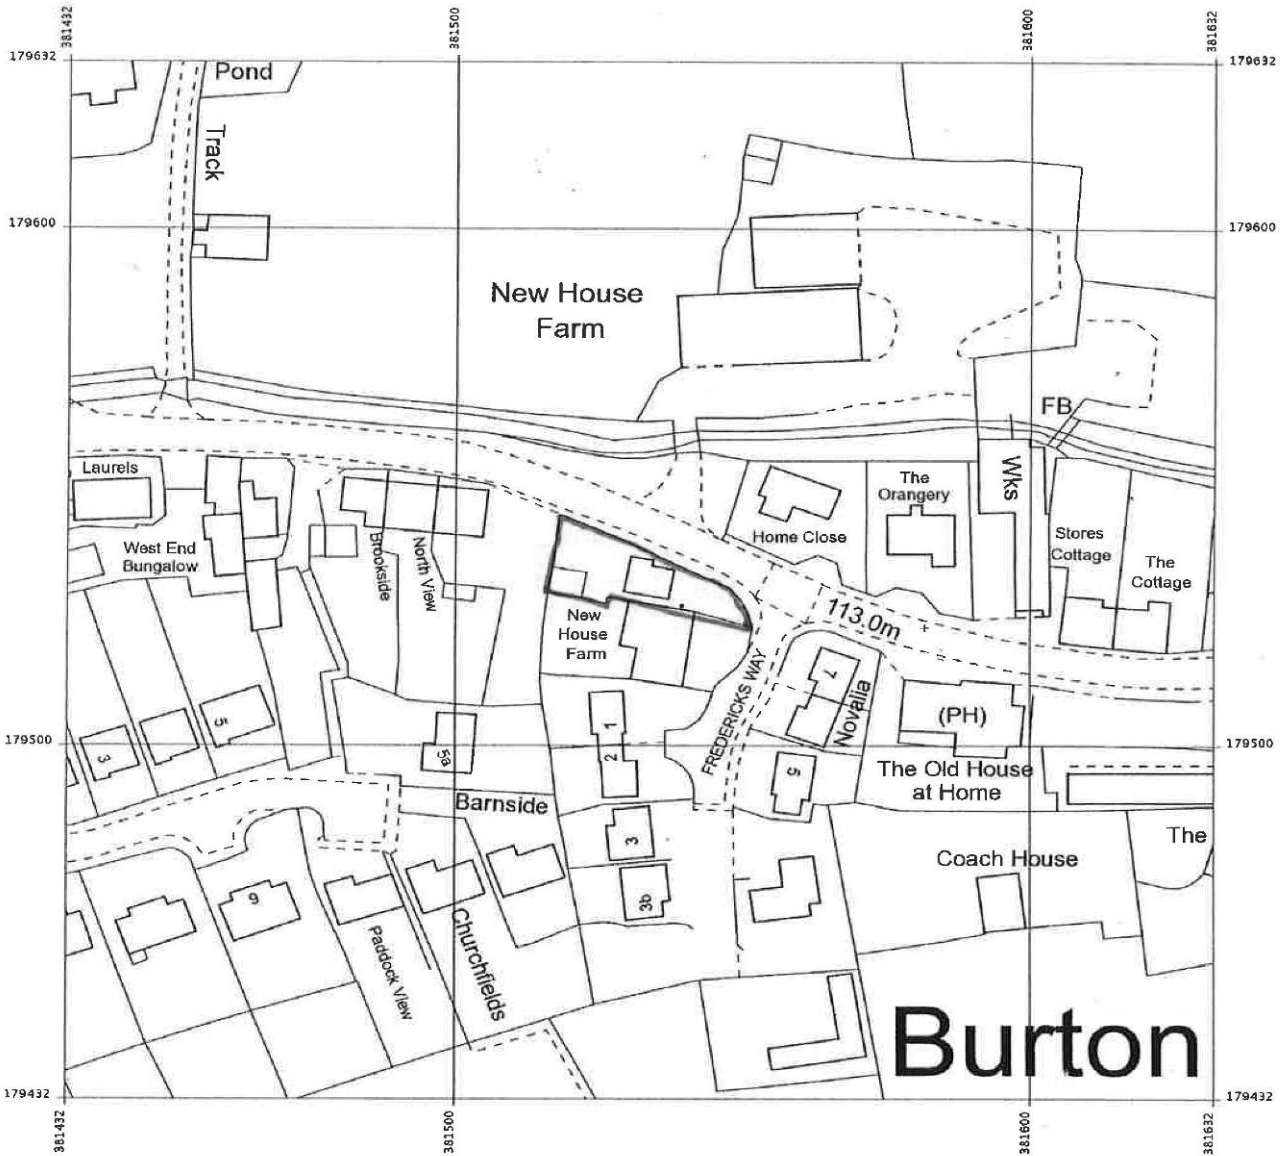 381432
381500
381600
381632
179632
179632
Pond
Track
179600
179600
New House
Farm
FB
Laurels
Wks
The
Orangery
Home Close
Stores
Cottage
The
Cottage
West End
Bungalow
Brookside
North View
New
House
Farm
113.0m
FREDERICKS WAY
7
Novalia
(PH)
5
3
5a
1
2
179500
179500
5
The Old House
at Home
Barnside
3
The
Coach House
3b
9
Paddock View
Churchfields
Burton
179432
179432
381432
381500
381600
381632